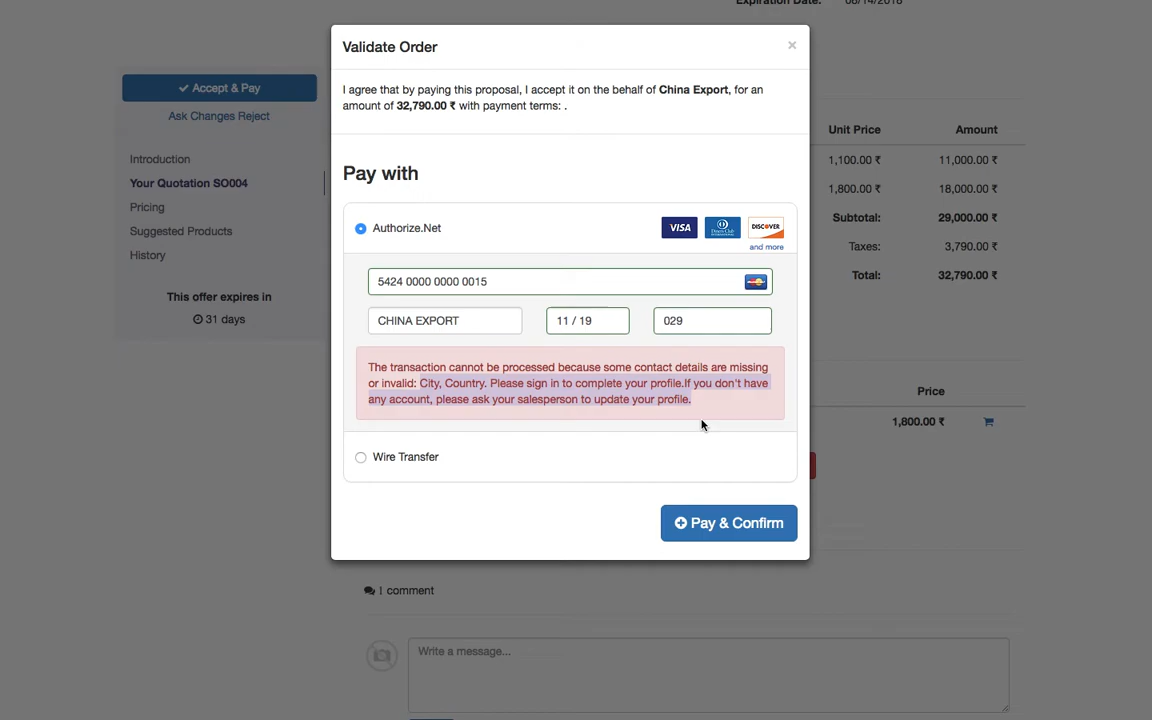 Expiration Date: 08/14/2018
Validate Order ×
I agree that by paying this proposal, I accept it on the behalf of China Export, for an
amount of 32,790.00 ₹ with payment terms: .
Accept & Pay
Ask Changes Reject
Introduction
Your Quotation SO004
Pricing
Suggested Products
History
This offer expires in
31 days
Pay with
Authorize.Net VISA Diners Club DISCOVER
and more
5424 0000 0000 0015
CHINA EXPORT 11 / 19 029
The transaction cannot be processed because some contact details are missing
or invalid: City, Country. Please sign in to complete your profile.If you don't have
any account, please ask your salesperson to update your profile.
Wire Transfer
Pay & Confirm
Unit Price Amount
1,100.00 ₹ 11,000.00 ₹
1,800.00 ₹ 18,000.00 ₹
Subtotal: 29,000.00 ₹
Taxes: 3,790.00 ₹
Total: 32,790.00 ₹
Price
1,800.00 ₹
1 comment
Write a message...